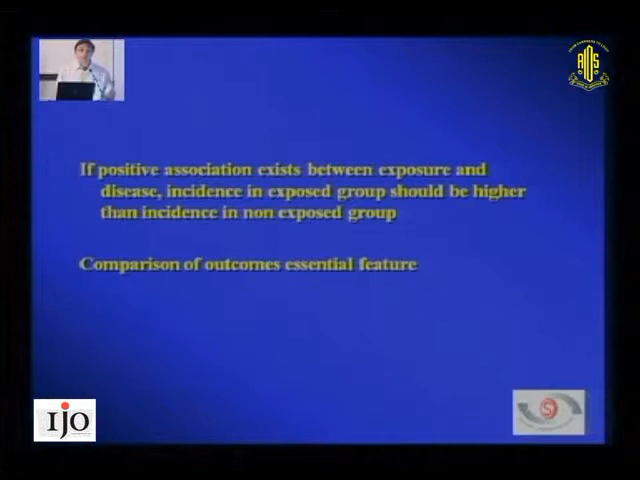 AIOS
If positive association exists between exposure and
disease, incidence in exposed group should be higher
than incidence in non exposed group
Comparison of outcomes essential feature
IJO
S